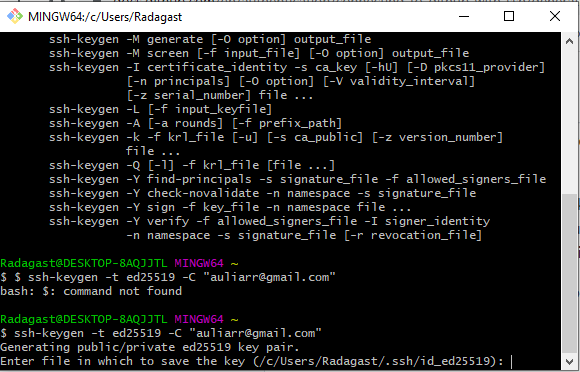 MINGW64:/c/Users/Radagast
ssh-keygen -M generate [-O option] output_file
ssh-keygen -M screen [-f input_file] [-O option] output_file
ssh-keygen -I certificate_identity -s ca_key [-hU] [-D pkcs11_provider]
[-n principals] [-O option] [-V validity_interval]
[-z serial_number] file ...
ssh-keygen -L [-f input_keyfile]
ssh-keygen -A [-a rounds] [-f prefix_path]
ssh-keygen -k -f krl_file [-u] [-s ca_public] [-z version_number]
file ...
ssh-keygen -Q [-l] -f krl_file [file ...]
ssh-keygen -Y find-principals -s signature_file -f allowed_signers_file
ssh-keygen -Y check-novalidate -n namespace -s signature_file
ssh-keygen -Y sign -f key_file -n namespace file ...
ssh-keygen -Y verify -f allowed_signers_file -I signer_identity
-n namespace -s signature_file [-r revocation_file]
Radagast@DESKTOP-8AQJJTL MINGW64 ~
$ $ ssh-keygen -t ed25519 -C "auliarr@gmail.com"
bash: $: command not found
Radagast@DESKTOP-8AQJJTL MINGW64 ~
$ ssh-keygen -t ed25519 -C "auliarr@gmail.com"
Generating public/private ed25519 key pair.
Enter file in which to save the key (/c/Users/Radagast/.ssh/id_ed25519):